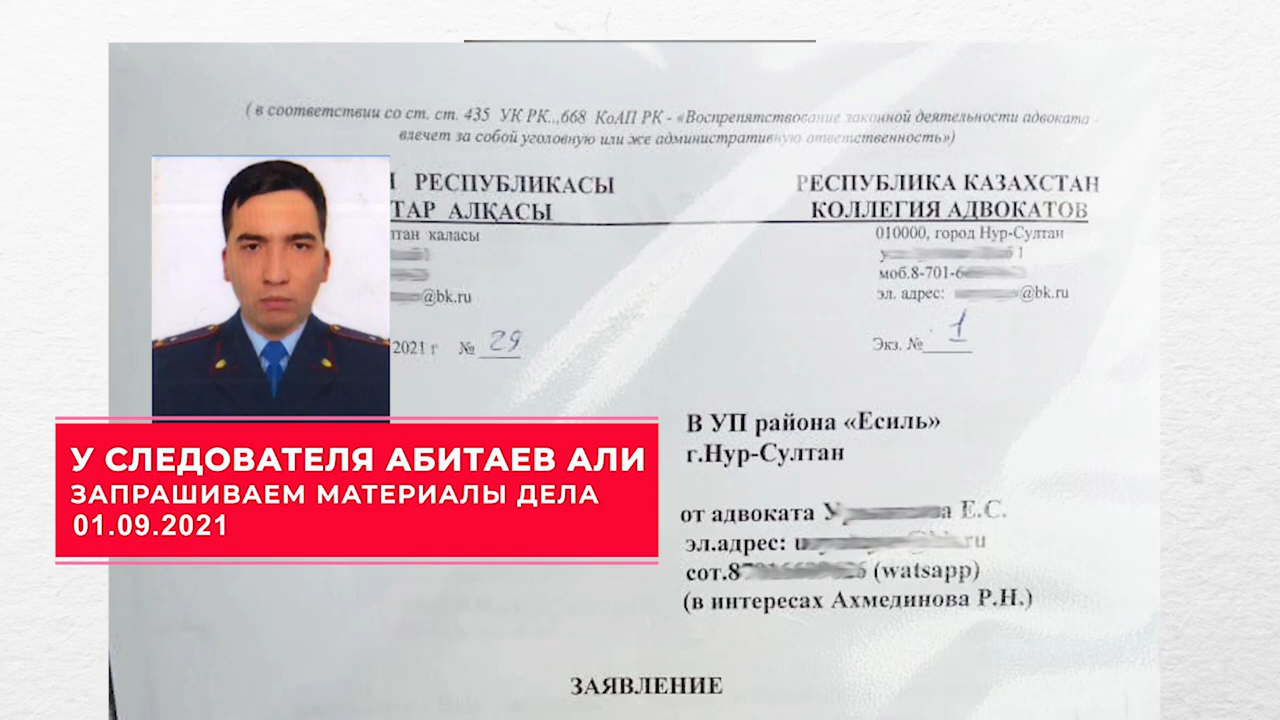 ( в соответствии со ст. ст. 435 УК РК..,668 КоАП РК - «Воспрепятствование законной деятельности адвоката -
влечет за собой уголовную или же административную ответственность»)
РЕСПУБЛИКАСЫ
ТАР АЛҚАСЫ
лтан каласы
@bk.ru
2021 г № 29
РЕСПУБЛИКА КАЗАХСТАН
КОЛЛЕГИЯ АДВОКАТОВ
010000, город Нур-Султан
моб.8-701-6
эл. адрес: @bk.ru
Экз. № 1
У СЛЕДОВАТЕЛЯ АБИТАЕВ АЛИ
ЗАПРАШИВАЕМ МАТЕРИАЛЫ ДЕЛА
01.09.2021
В УП района «Есиль»
г.Нур-Султан
от адвоката У а Е.С.
эл.адрес: .ru
сот.8 (watsapp)
(в интересах Ахмединова Р.Н.)
ЗАЯВЛЕНИЕ